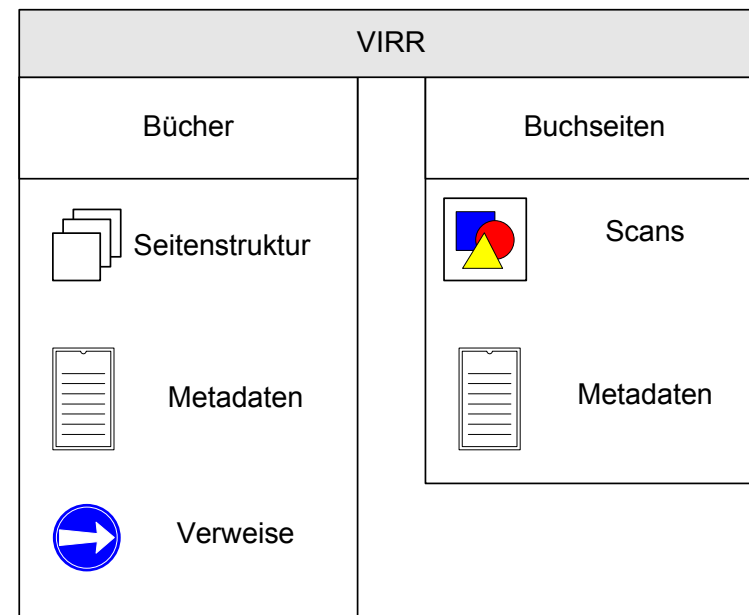 VIRR
Bücher
Seitenstruktur
Metadaten
Verweise
Buchseiten
Scans
Metadaten